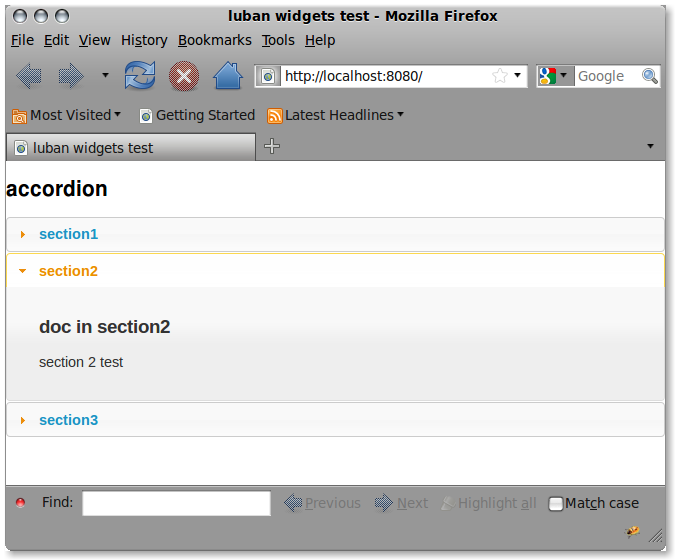 luban widgets test - Mozilla Firefox
File Edit View History Bookmarks Tools Help
http://localhost:8080/ Google
Most Visited Getting Started Latest Headlines
luban widgets test
accordion
section1
section2
doc in section2
section 2 test
section3
Find: Previous Next Highlight all Match case